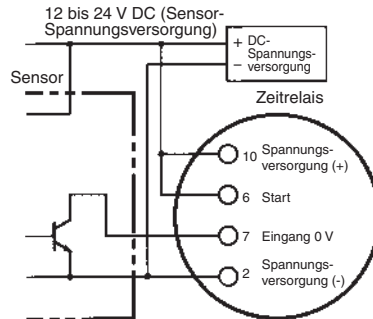 12 bis 24 V DC (Sensor-
Spannungsversorgung)
+ DC-
Spannungs-
– versorgung
Sensor
Zeitrelais
10 Spannungs-
versorgung (+)
6 Start
7 Eingang 0 V
2 Spannungs-
versorgung (-)